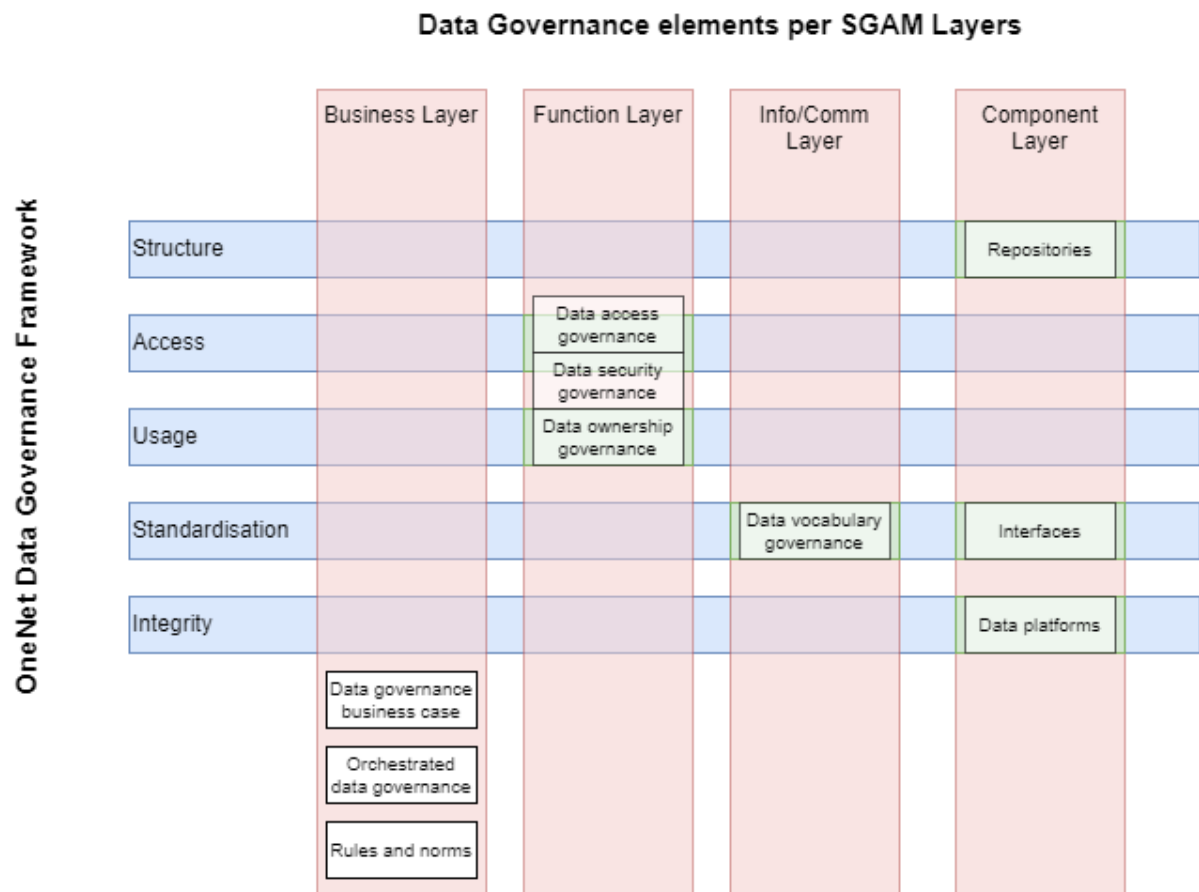 Data Governance elements per SGAM Layers
Business Layer
Function Layer
Info/Comm
Layer
Component
Layer
OneNet Data Governance Framework
Structure
Repositories
Data access
governance
Access
Data security
governance
Usage
Data ownership
governance
Standardisation
Data vocabulary
governance
Interfaces
Integrity
Data platforms
Data governance
business case
Orchestrated
data governance
Rules and norms